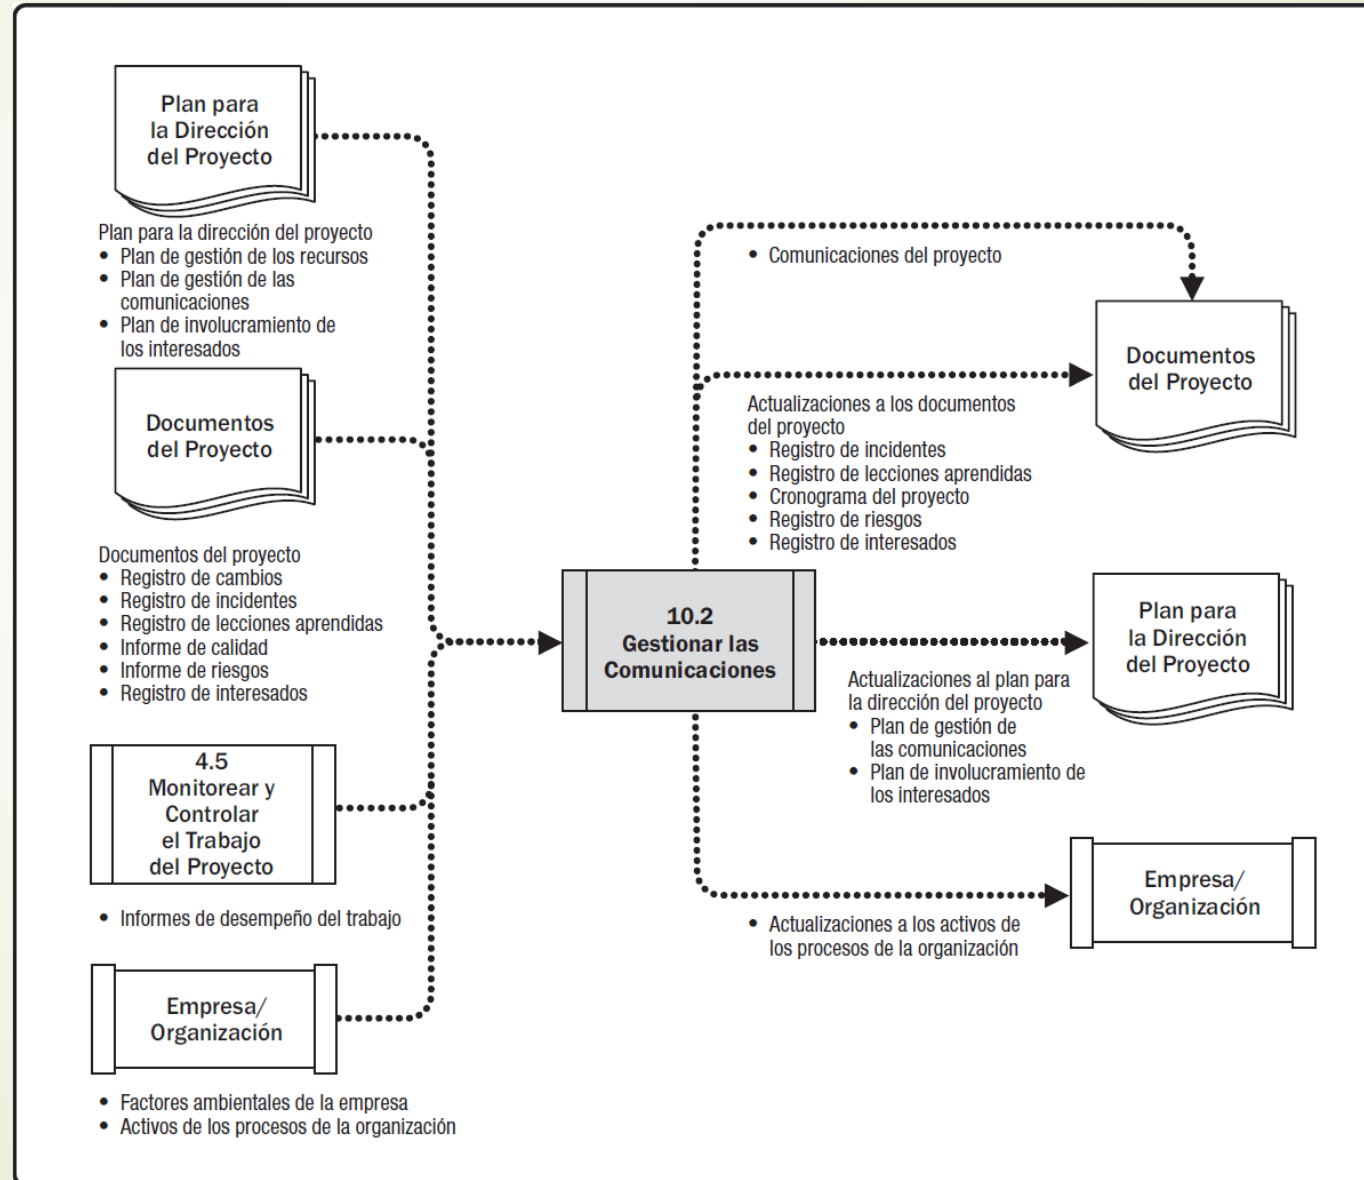 Plan para
la Dirección
del Proyecto
Plan para la dirección del proyecto
• Plan de gestión de los recursos
• Plan de gestión de las
comunicaciones
• Plan de involucramiento de
los interesados
Documentos
del Proyecto
Documentos del proyecto
• Registro de cambios
• Registro de incidentes
• Registro de lecciones aprendidas
• Informe de calidad
• Informe de riesgos
• Registro de interesados
4.5
Monitorear y
Controlar
el Trabajo
del Proyecto
• Informes de desempeño del trabajo
Empresa/
Organización
• Factores ambientales de la empresa
• Activos de los procesos de la organización
10.2
Gestionar las
Comunicaciones
• Comunicaciones del proyecto
Documentos
del Proyecto
Actualizaciones a los documentos
del proyecto
• Registro de incidentes
• Registro de lecciones aprendidas
• Cronograma del proyecto
• Registro de riesgos
• Registro de interesados
Plan para
la Dirección
del Proyecto
Actualizaciones al plan para
la dirección del proyecto
• Plan de gestión de
las comunicaciones
• Plan de involucramiento de
los interesados
Empresa/
Organización
• Actualizaciones a los activos de
los procesos de la organización